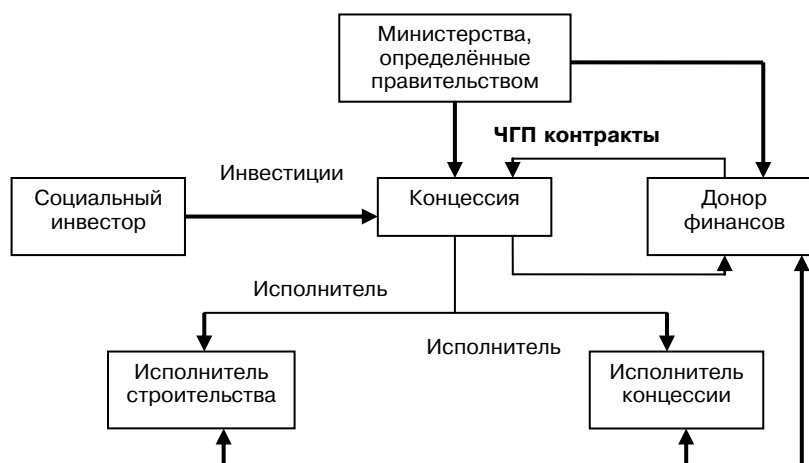 Министерства,
определённые
правительством
ЧГП контракты
Инвестиции
Социальный
инвестор
Концессия
Донор
финансов
Исполнитель
Исполнитель
Исполнитель
строительства
Исполнитель
концессии